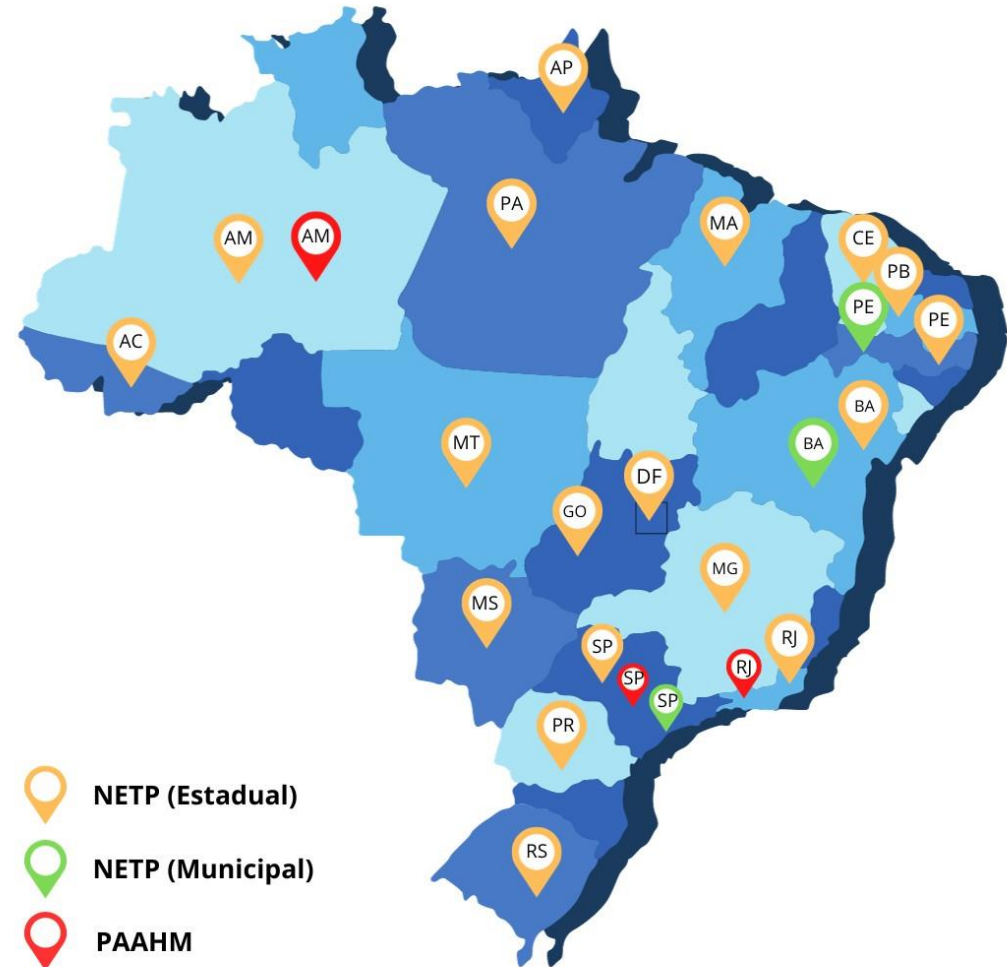 AP
PA
MA
AM
AM
CE
PB
PE
PE
AC
BA
BA
MT
DF
GO
MG
MS
RJ
SP
RJ
SP
SP
PR
NETP (Estadual)
RS
NETP (Municipal)
PAAHM